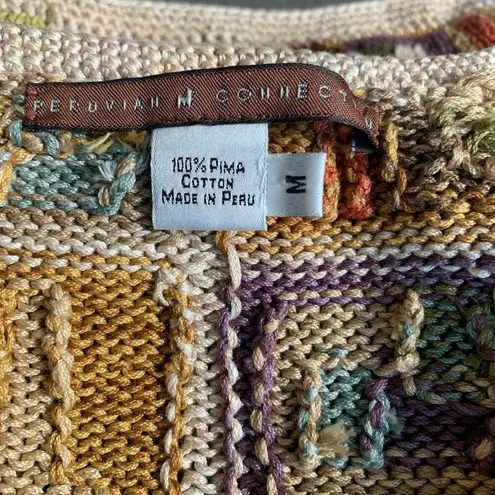 PERUVIAN M CONNECTION
100% PIMA
COTTON
MADE IN PERU
M